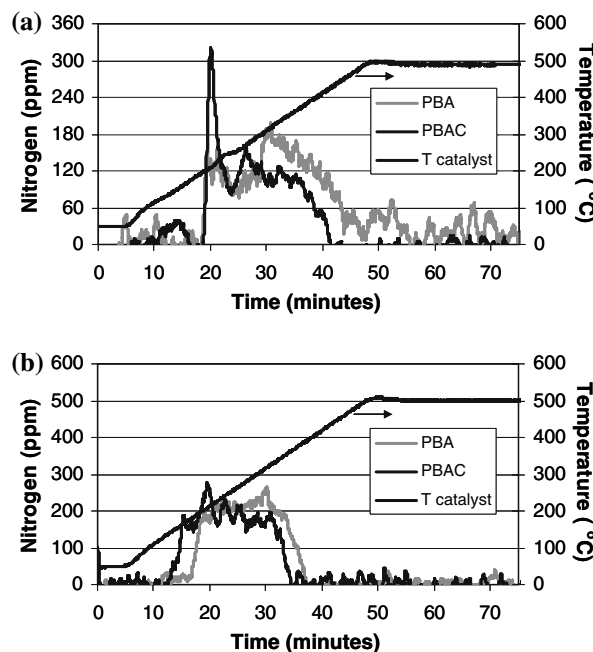 (a)
360
300
240
180
120
60
0
Nitrogen (ppm)
600
500
400
300
200
100
0
Temperature ( °C)
PBA
PBAC
T catalyst
0 10 20 30 40 50 60 70
Time (minutes)
(b)
600
500
400
300
200
100
0
Nitrogen (ppm)
600
500
400
300
200
100
0
Temperature ( °C)
PBA
PBAC
T catalyst
0 10 20 30 40 50 60 70
Time (minutes)